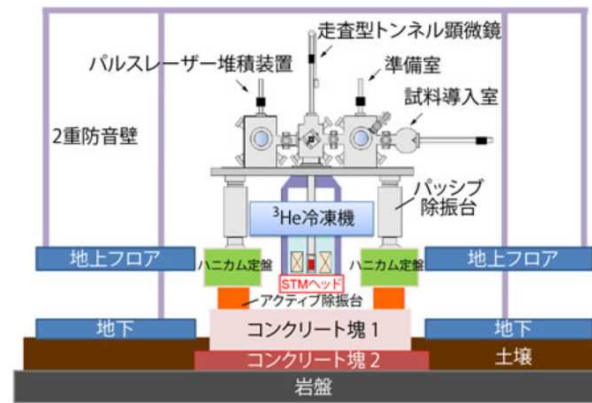 走査型トンネル顕微鏡
パルスレーザー堆積装置
準備室
試料導入室
2重防音壁
パッシブ
除振台
³He冷凍機
地上フロア
ハニカム定盤
ハニカム定盤
地上フロア
STMヘッド
アクティブ除振台
地下
コンクリート塊 1
地下
コンクリート塊 2
土壌
岩盤